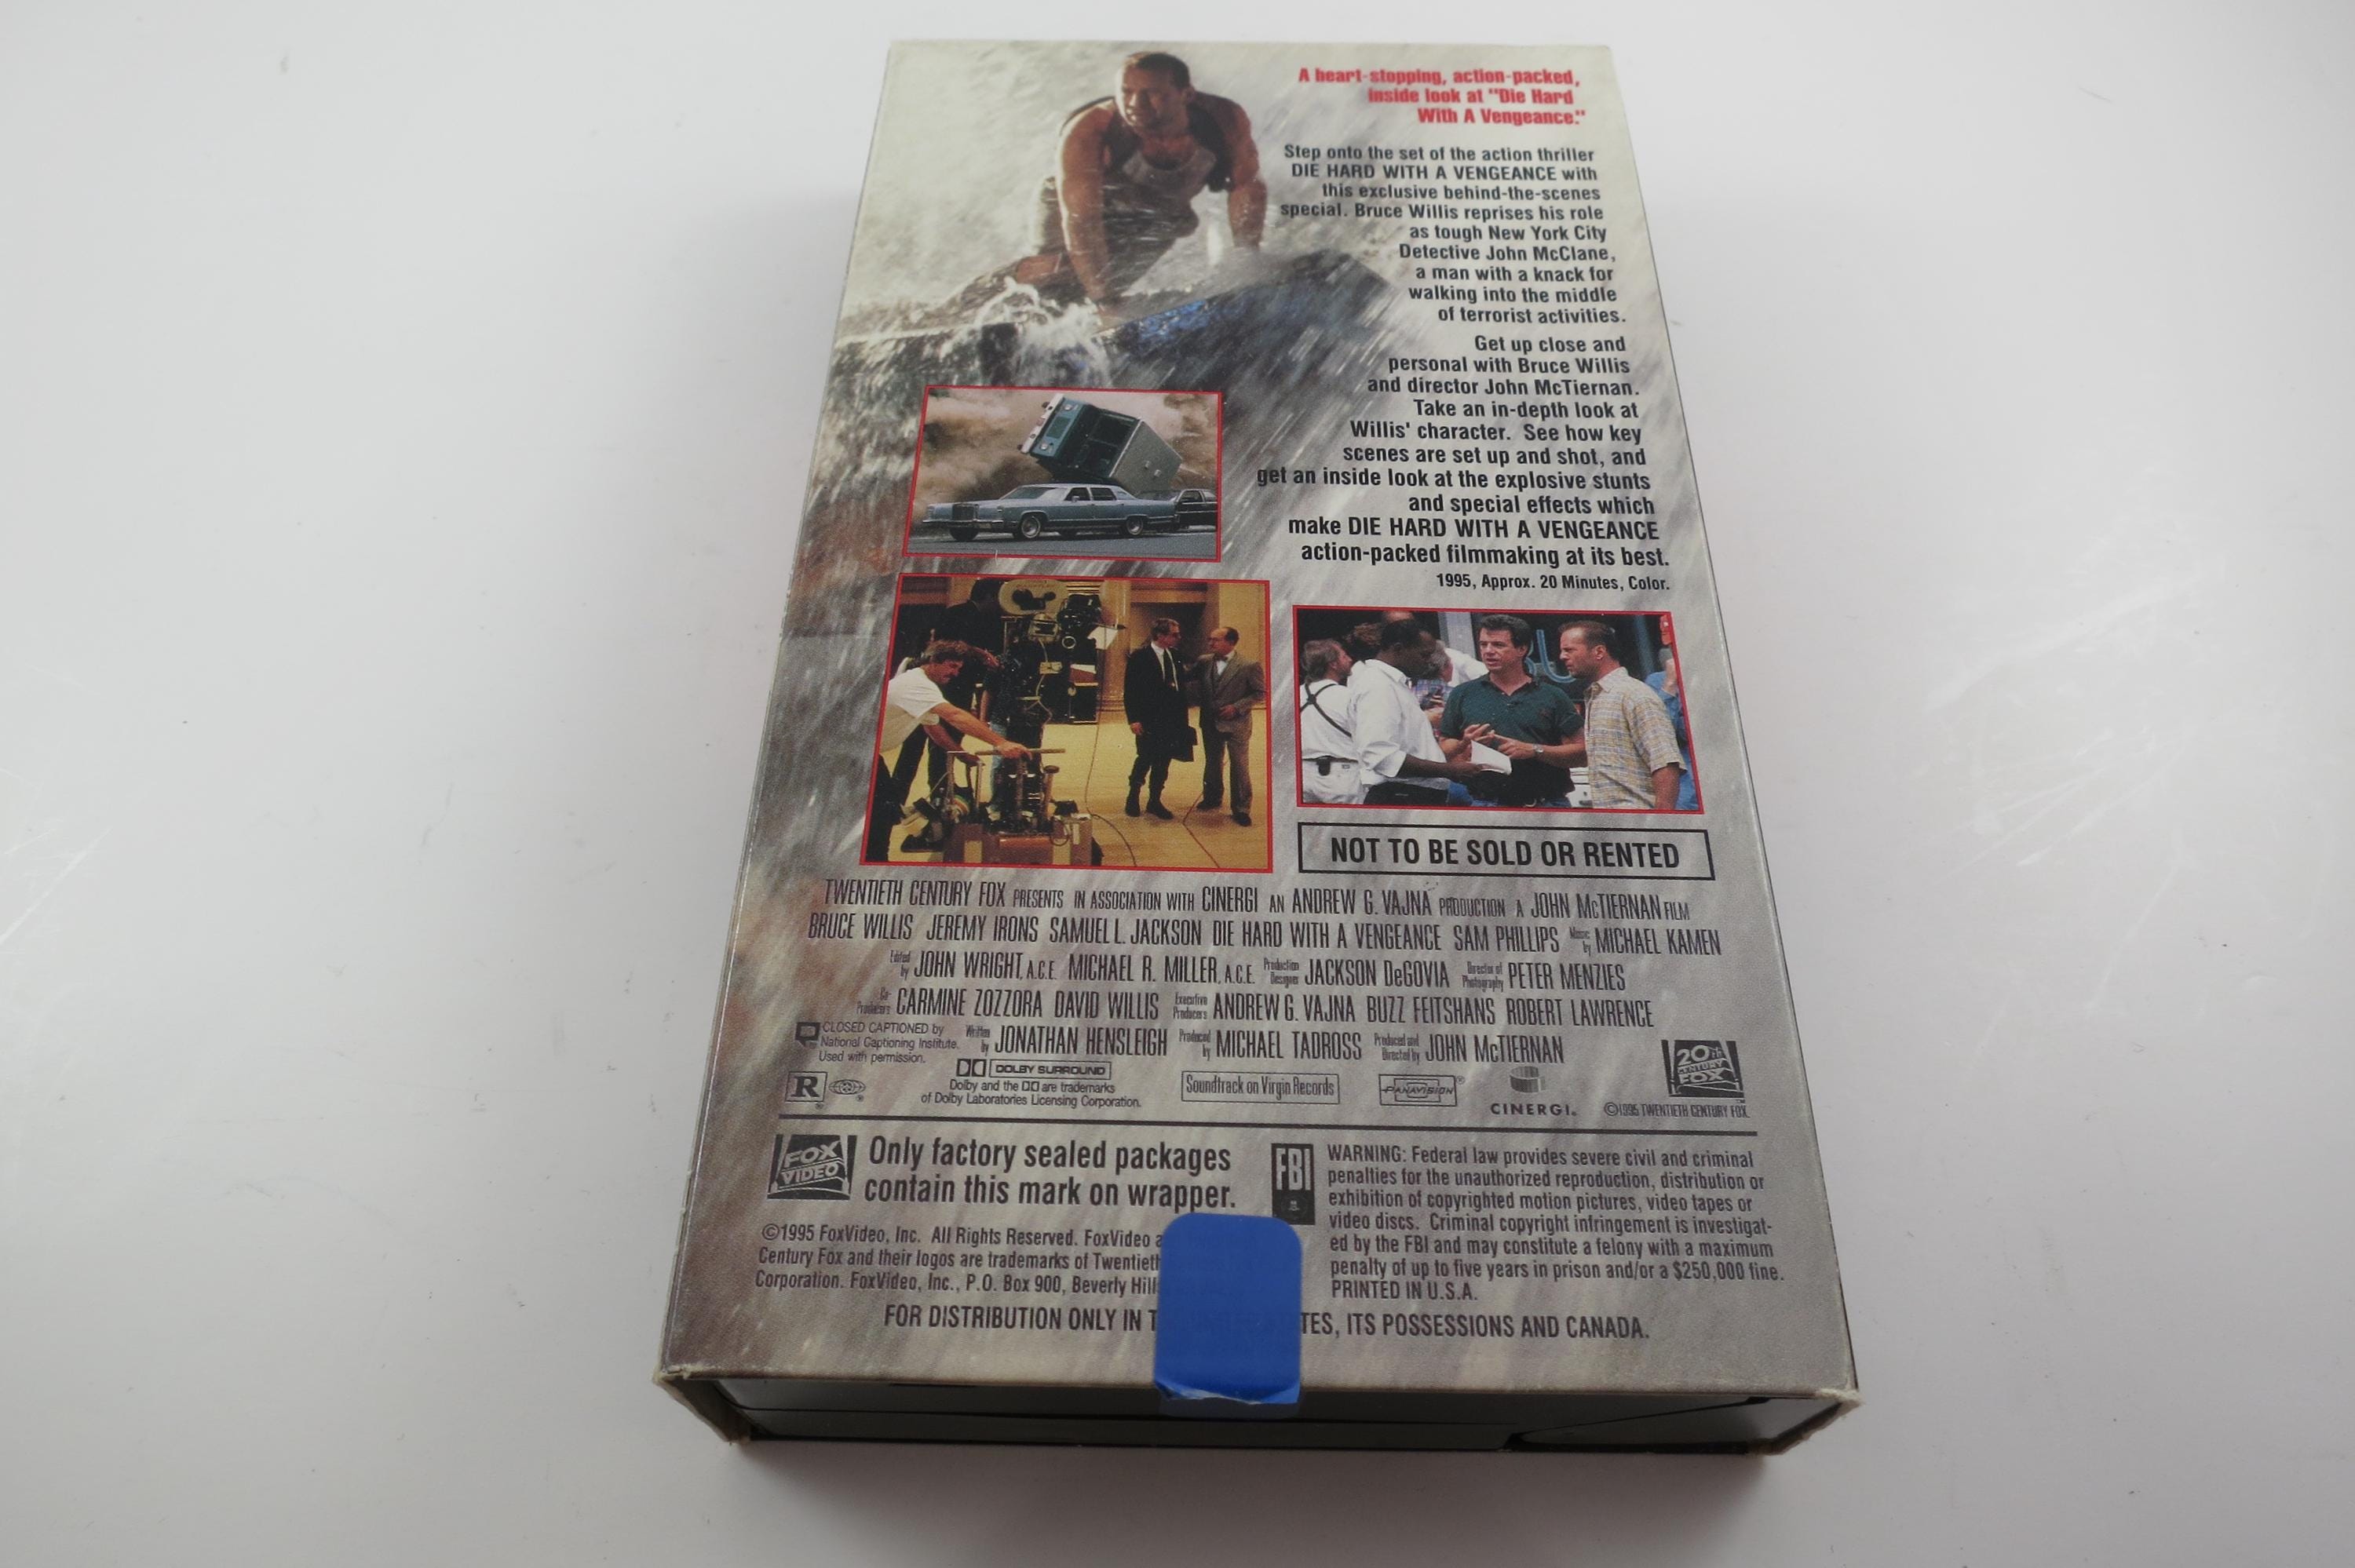 A heart-stopping, action-packed,
inside look at "Die Hard
With A Vengeance."
Step onto the set of the action thriller
DIE HARD WITH A VENGEANCE with
this exclusive behind-the-scenes
special. Bruce Willis reprises his role
as tough New York City
Detective John McClane,
a man with a knack for
walking into the middle
of terrorist activities.
Get up close and
personal with Bruce Willis
and director John McTiernan.
Take an in-depth look at
Willis' character. See how key
scenes are set up and shot, and
get an inside look at the explosive stunts
and special effects which
make DIE HARD WITH A VENGEANCE
action-packed filmmaking at its best.
1995, Approx. 20 Minutes, Color.
NOT TO BE SOLD OR RENTED
TWENTIETH CENTURY FOX PRESENTS IN ASSOCIATION WITH CINERGI AN ANDREW G. VAJNA PRODUCTION A JOHN McTIERNAN FILM
BRUCE WILLIS JEREMY IRONS SAMUEL L. JACKSON DIE HARD WITH A VENGEANCE SAM PHILLIPS Music by MICHAEL KAMEN
Edited by JOHN WRIGHT, A.C.E. MICHAEL R. MILLER, A.C.E. Production Designer JACKSON DeGOVIA Director of Photography PETER MENZIES
Co-Producers CARMINE ZOZZORA DAVID WILLIS Executive Producers ANDREW G. VAJNA BUZZ FEITSHANS ROBERT LAWRENCE
Written by JONATHAN HENSLEIGH Produced by MICHAEL TADROSS Produced and Directed by JOHN McTIERNAN
CLOSED CAPTIONED by
National Captioning Institute.
Used with permission.
R
DOLBY SURROUND
Dolby and the DD are trademarks
of Dolby Laboratories Licensing Corporation.
Soundtrack on Virgin Records
PANAVISION®
CINERGI®
20TH CENTURY FOX
©1995 TWENTIETH CENTURY FOX
FOX VIDEO
Only factory sealed packages
contain this mark on wrapper.
©1995 FoxVideo, Inc. All Rights Reserved. FoxVideo
Century Fox and their logos are trademarks of Twentieth
Corporation. FoxVideo, Inc., P.O. Box 900, Beverly
FBI
WARNING: Federal law provides severe civil and criminal
penalties for the unauthorized reproduction, distribution or
exhibition of copyrighted motion pictures, video tapes or
video discs. Criminal copyright infringement is investigat-
ed by the FBI and may constitute a felony with a maximum
penalty of up to five years in prison and/or a $250,000 fine.
PRINTED IN U.S.A.
FOR DISTRIBUTION ONLY IN TES, ITS POSSESSIONS AND CANADA.